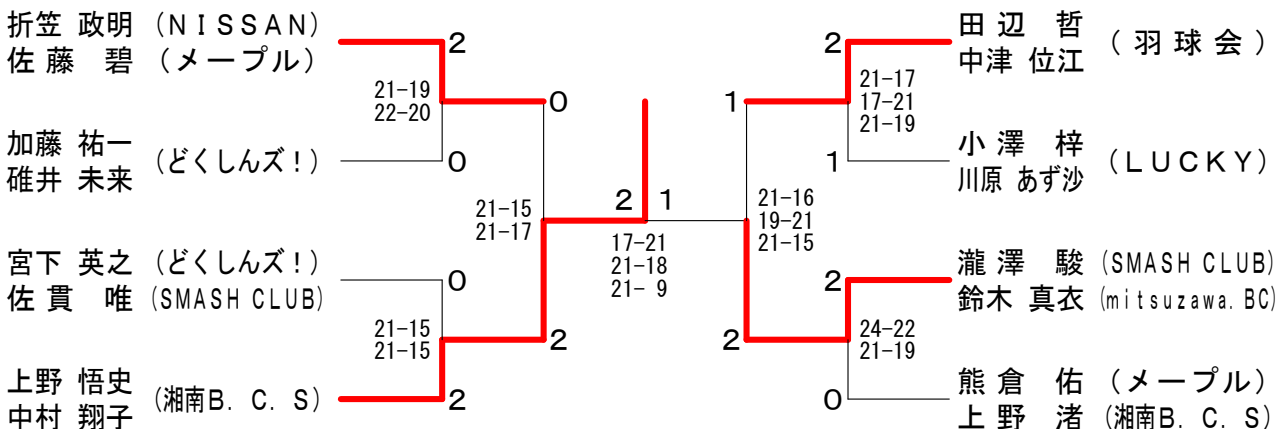 折笠 政明 (NISSAN)
佐藤 碧 (メープル)
2
21-19
22-20
0
加藤 祐一
碓井 未来
(どくしんズ!)
0
21-15
21-17
宮下 英之 (どくしんズ!)
佐貫 唯 (SMASH CLUB)
0
21-15
21-15
2
上野 悟史
中村 翔子
(湘南B. C. S)
2
2 1
17-21
21-18
21- 9
2
田辺 哲
中津 位江
(羽球会)
1
21-17
17-21
21-19
1
小澤 梓
川原 あず沙
(LUCKY)
21-16
19-21
21-15
2
瀧澤 駿 (SMASH CLUB)
鈴木 真衣 (mitsuzawa. BC)
2
24-22
21-19
0
熊倉 佑 (メープル)
上野 渚 (湘南B. C. S)